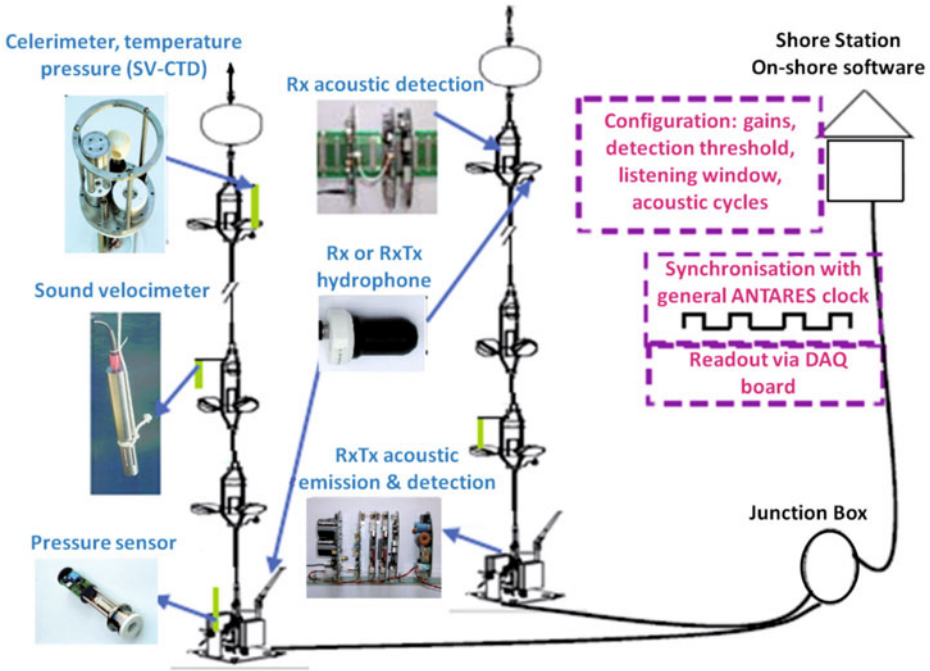 Celerimeter, temperature
pressure (SV-CTD)
Rx acoustic detection
Shore Station
On-shore software
Configuration: gains,
detection threshold,
listening window,
acoustic cycles
Rx or RxTx
hydrophone
Sound velocimeter
Synchronisation with
general ANTARES clock
Readout via DAQ
board
RxTx acoustic
emission & detection
Junction Box
Pressure sensor